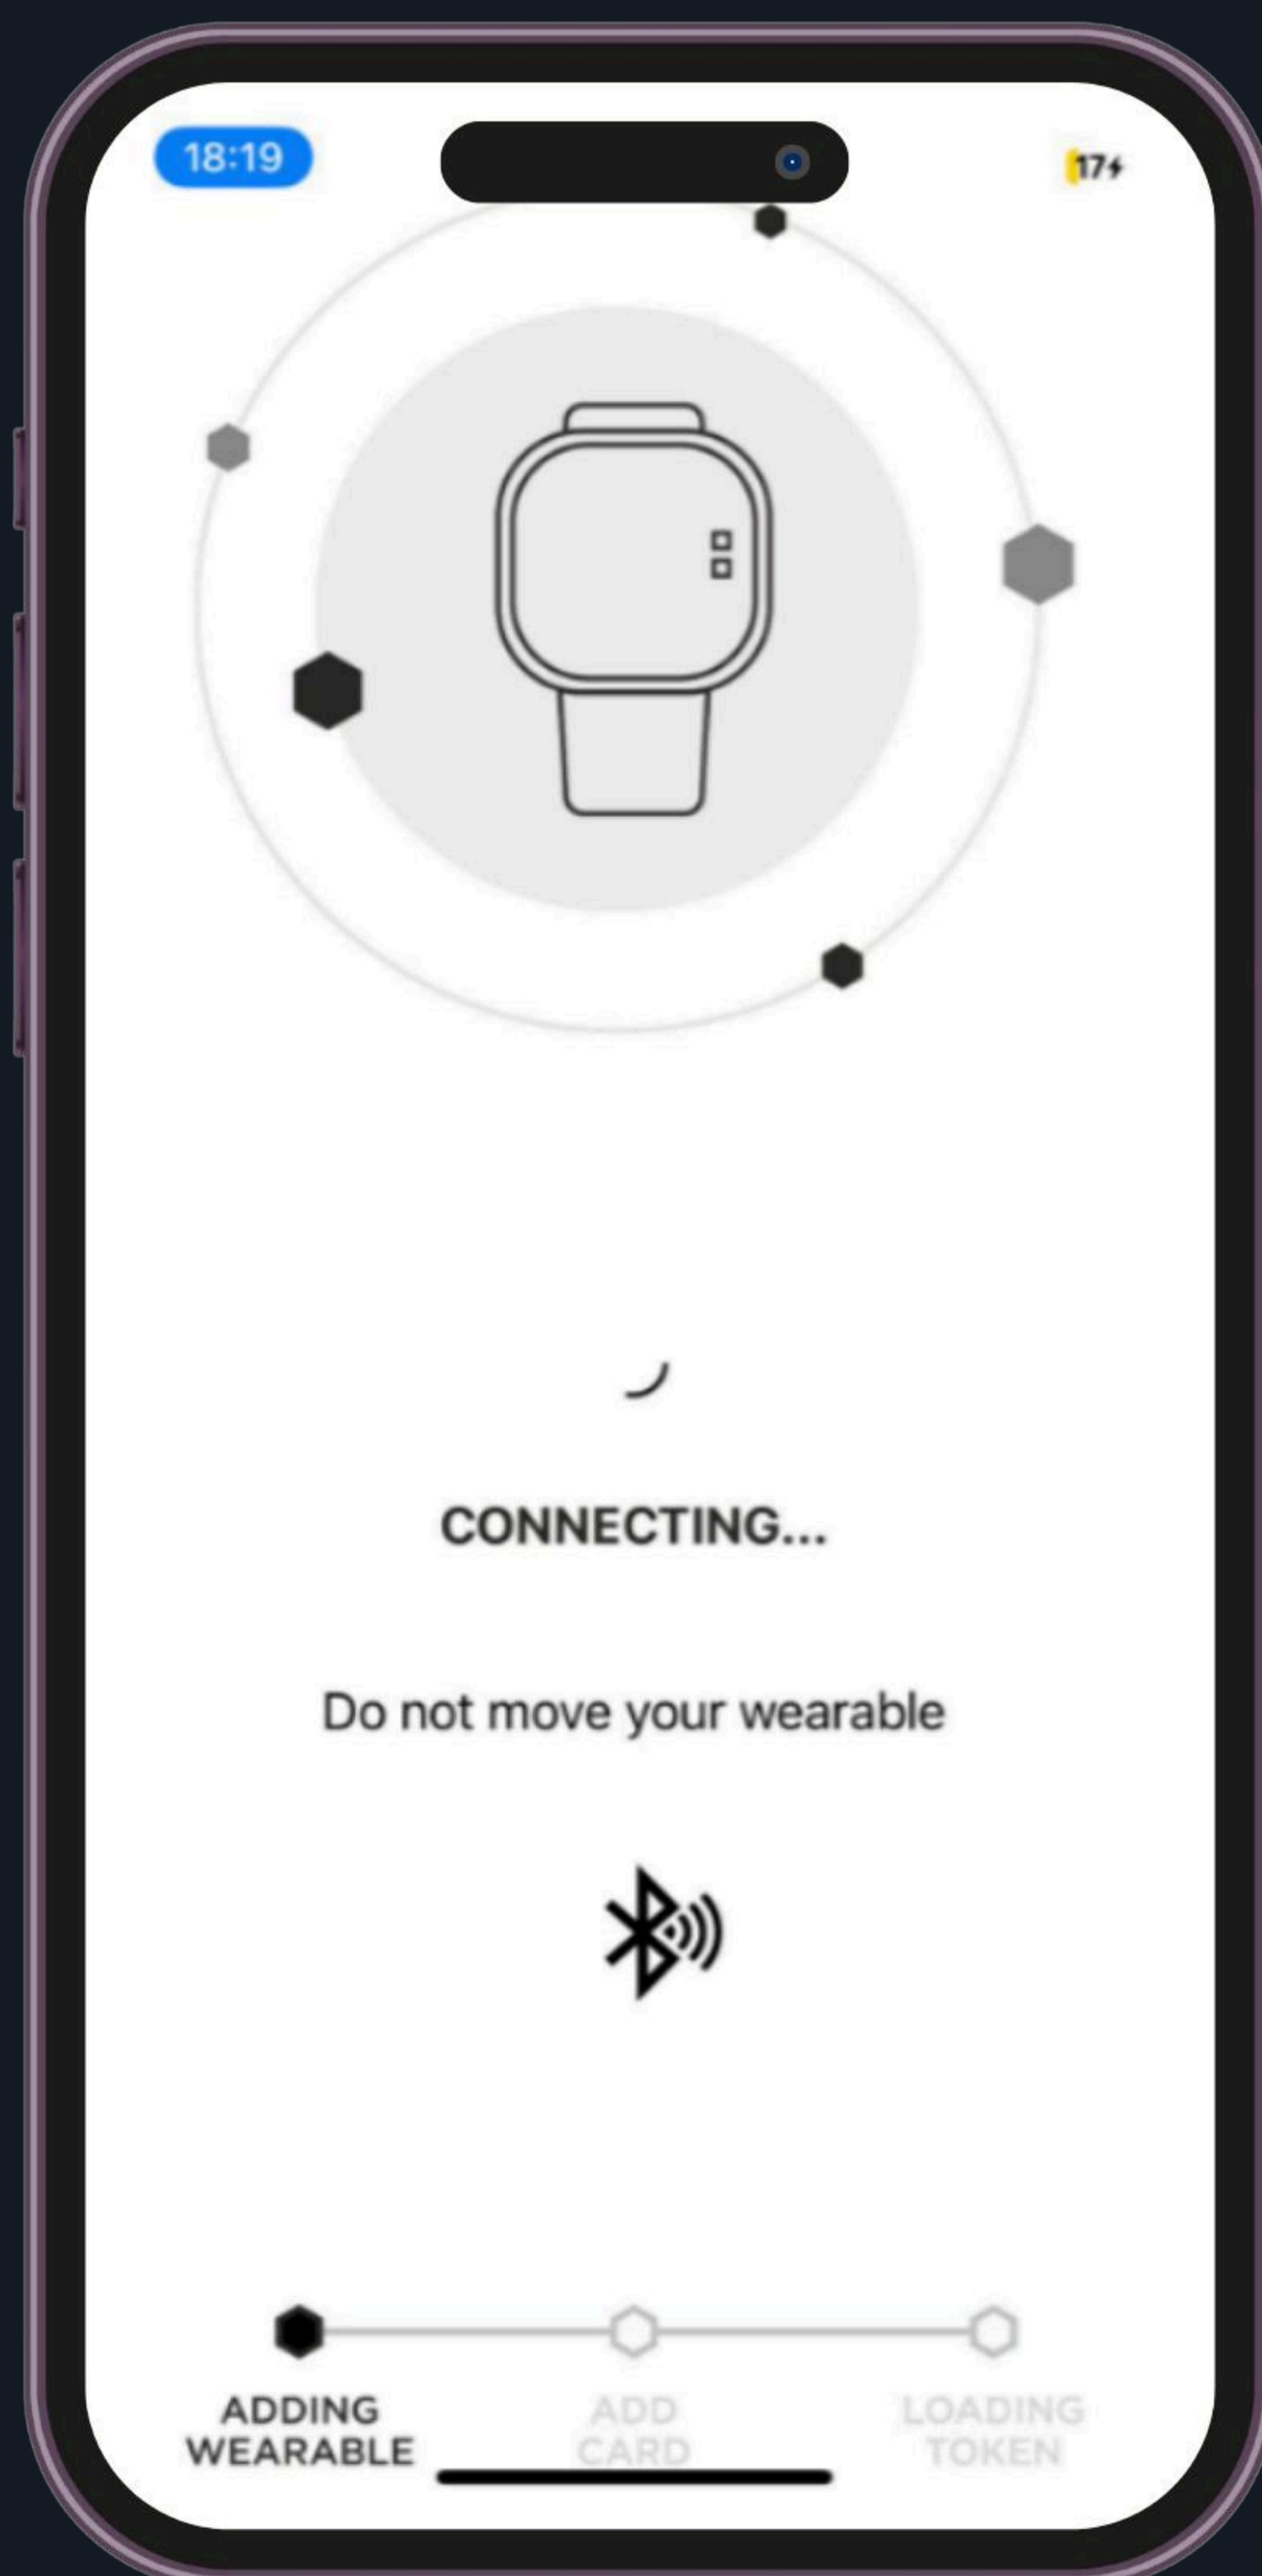 18:19
17
CONNECTING...
Do not move your wearable
ADDING
WEARABLE
ADD
CARD
LOADING
TOKEN